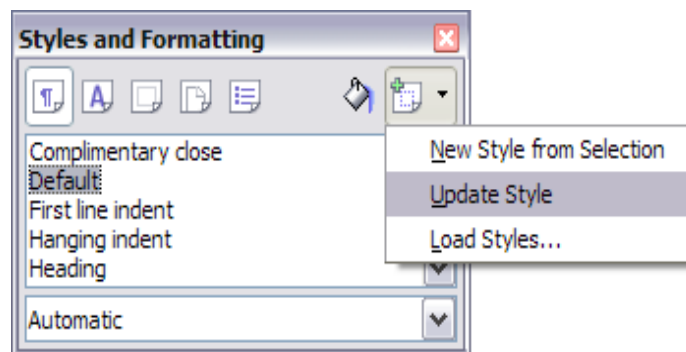 Styles and Formatting
Complimentary close
Default
First line indent
Hanging indent
Heading
Automatic
New Style from Selection
Update Style
Load Styles...